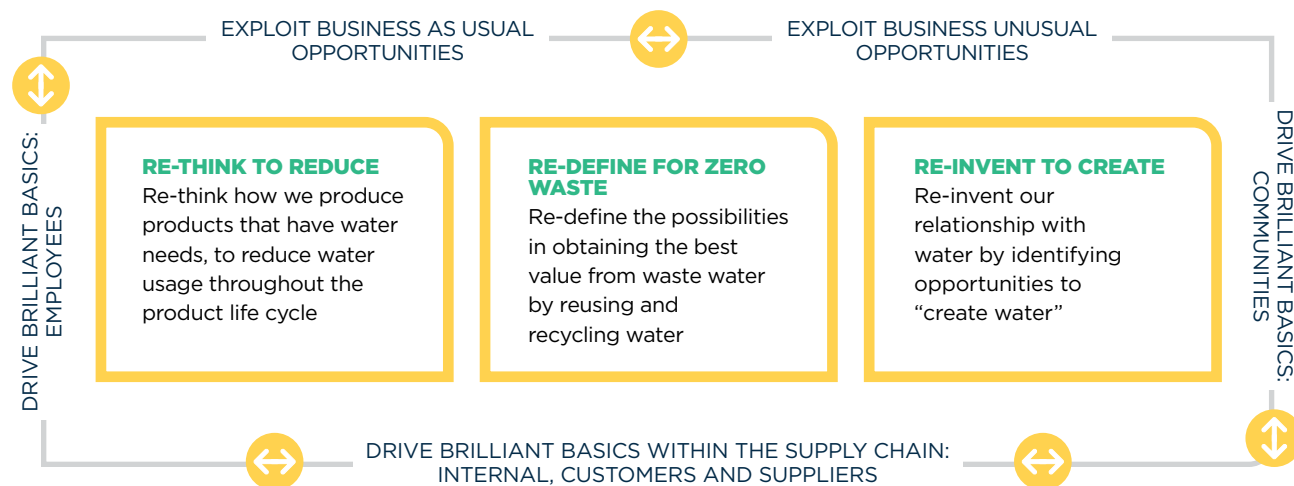 EXPLOIT BUSINESS AS USUAL
OPPORTUNITIES
EXPLOIT BUSINESS UNUSUAL
OPPORTUNITIES
DRIVE BRILLIANT BASICS:
EMPLOYEES
RE-THINK TO REDUCE
Re-think how we produce
products that have water
needs, to reduce water
usage throughout the
product life cycle
RE-DEFINE FOR ZERO
WASTE
Re-define the possibilities
in obtaining the best
value from waste water
by reusing and
recycling water
RE-INVENT TO CREATE
Re-invent our
relationship with
water by identifying
opportunities to
“create water”
DRIVE BRILLIANT BASICS:
COMMUNITIES
DRIVE BRILLIANT BASICS WITHIN THE SUPPLY CHAIN:
INTERNAL, CUSTOMERS AND SUPPLIERS